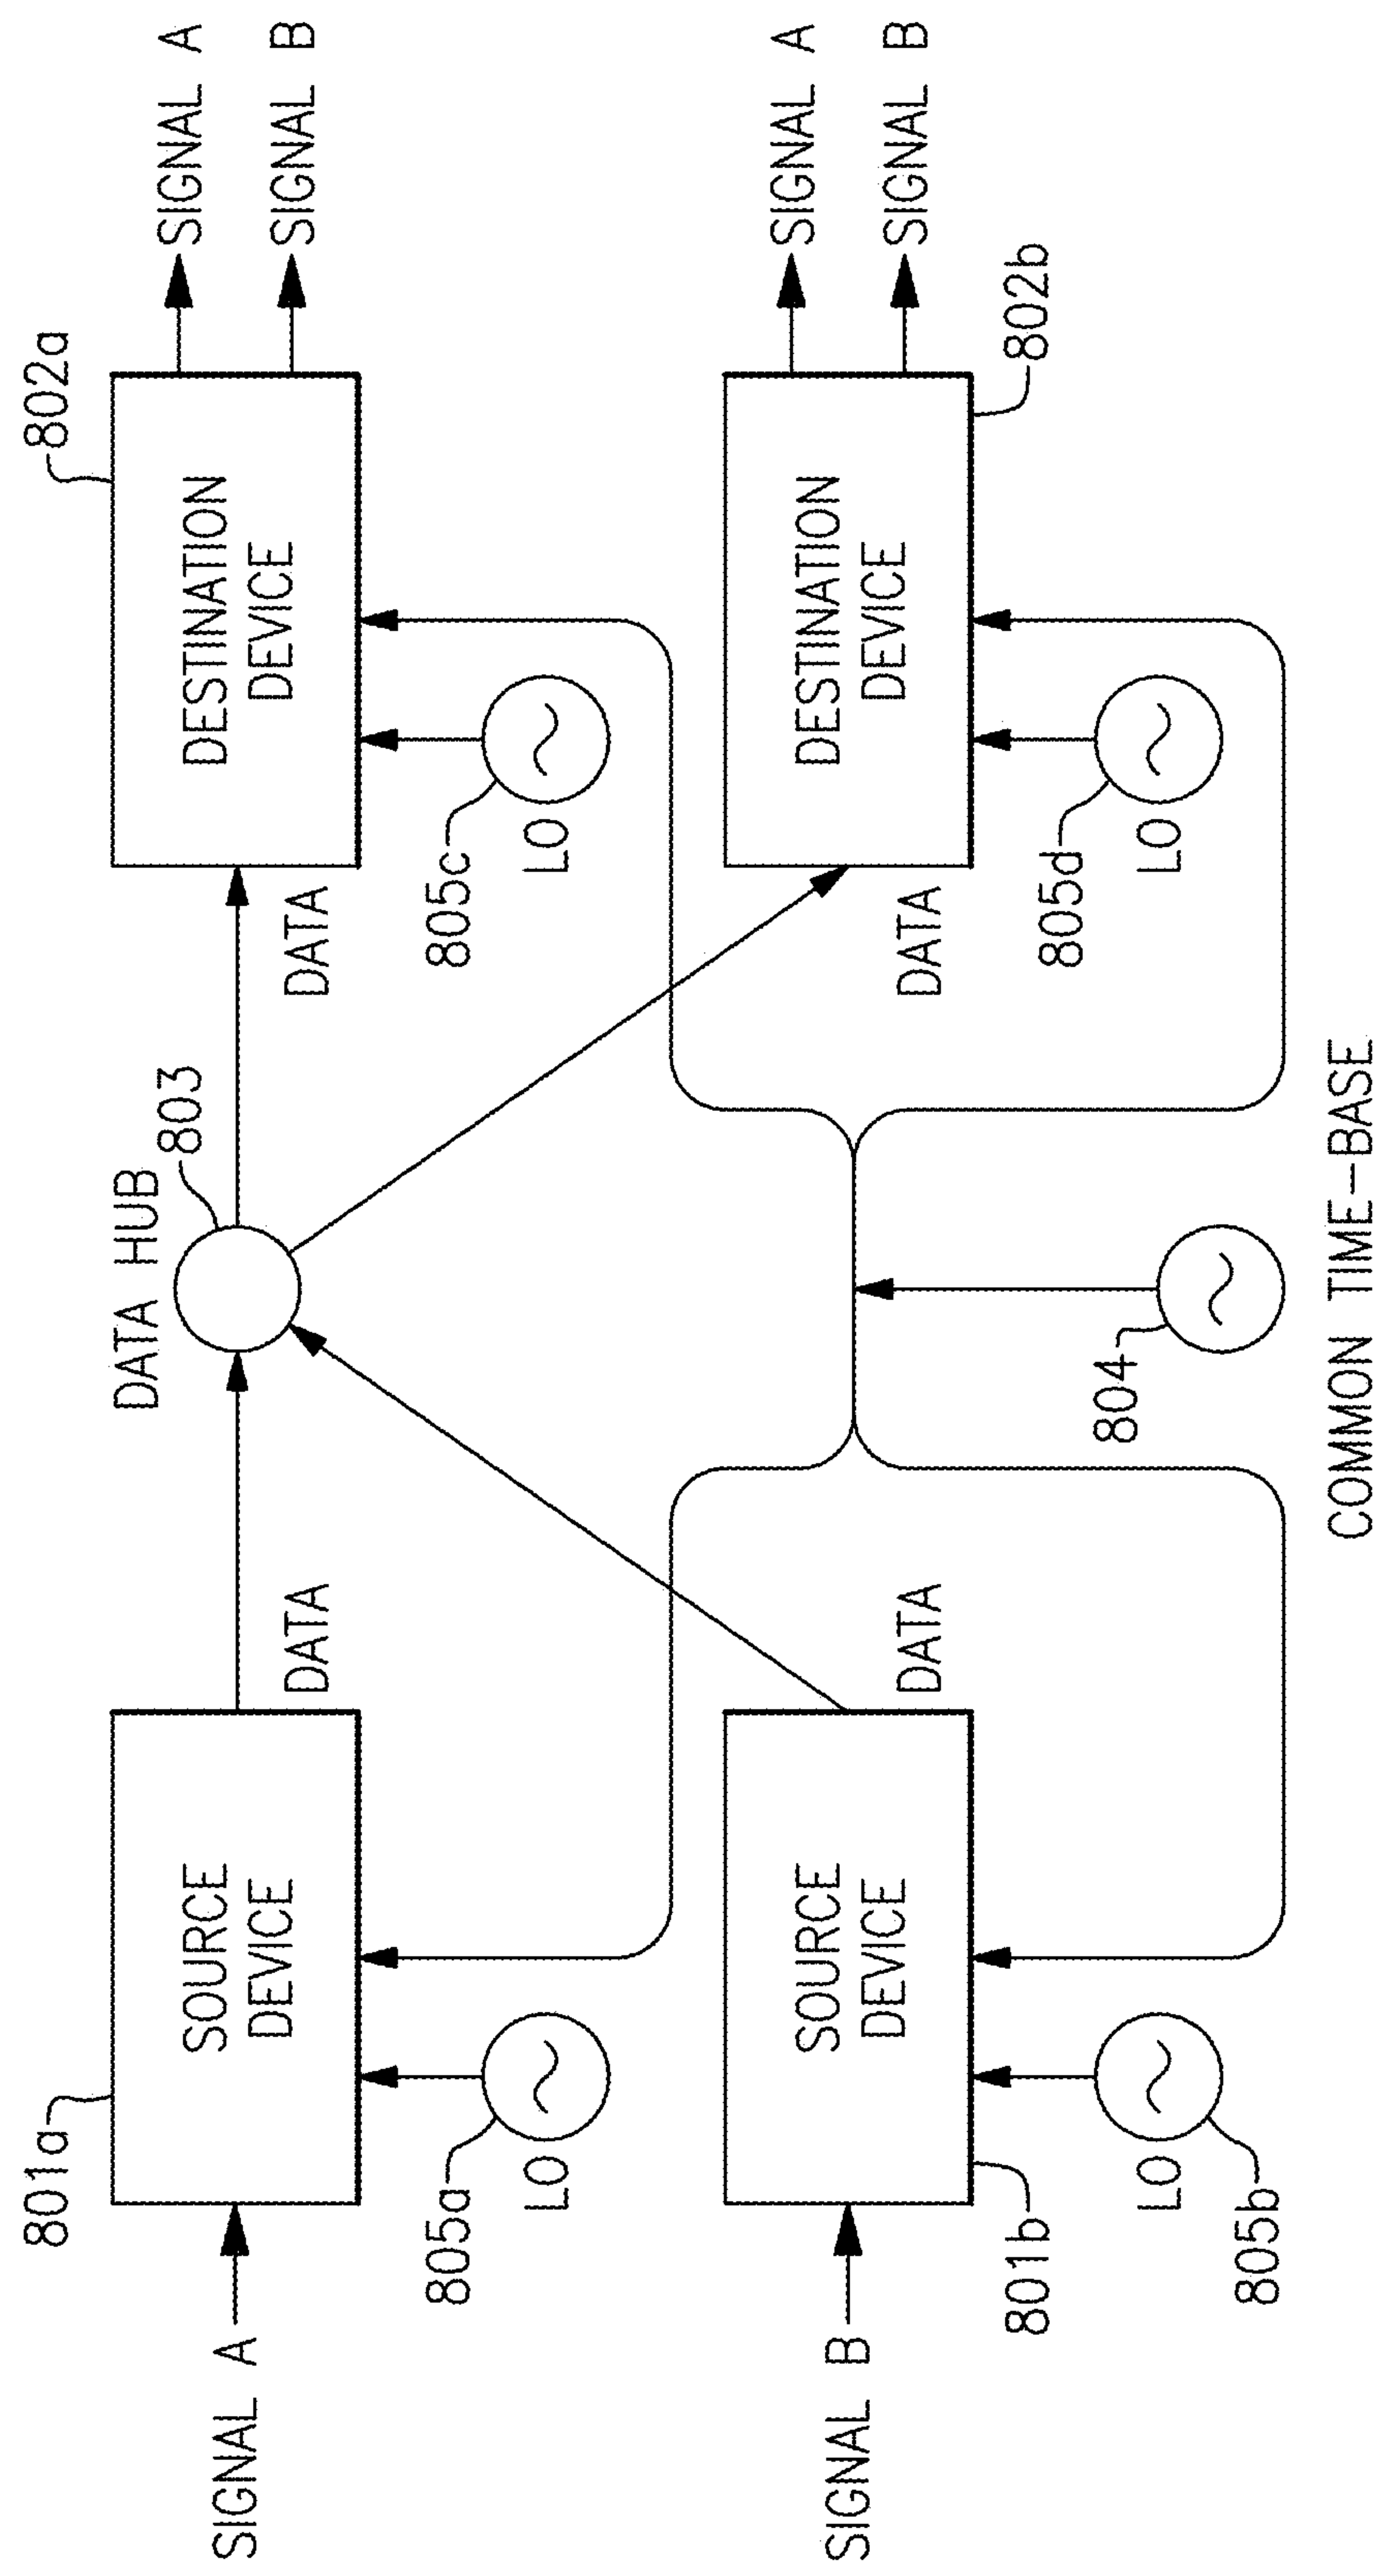 801a
SIGNAL A
SOURCE
DEVICE
DATA
805a
LO
DATA HUB
803
802a
DESTINATION
DEVICE
DATA
805c
LO
SIGNAL A
SIGNAL B
SIGNAL B
SOURCE
DEVICE
DATA
801b
LO
805b
804
COMMON TIME-BASE
DESTINATION
DEVICE
DATA
805d
LO
802b
SIGNAL A
SIGNAL B